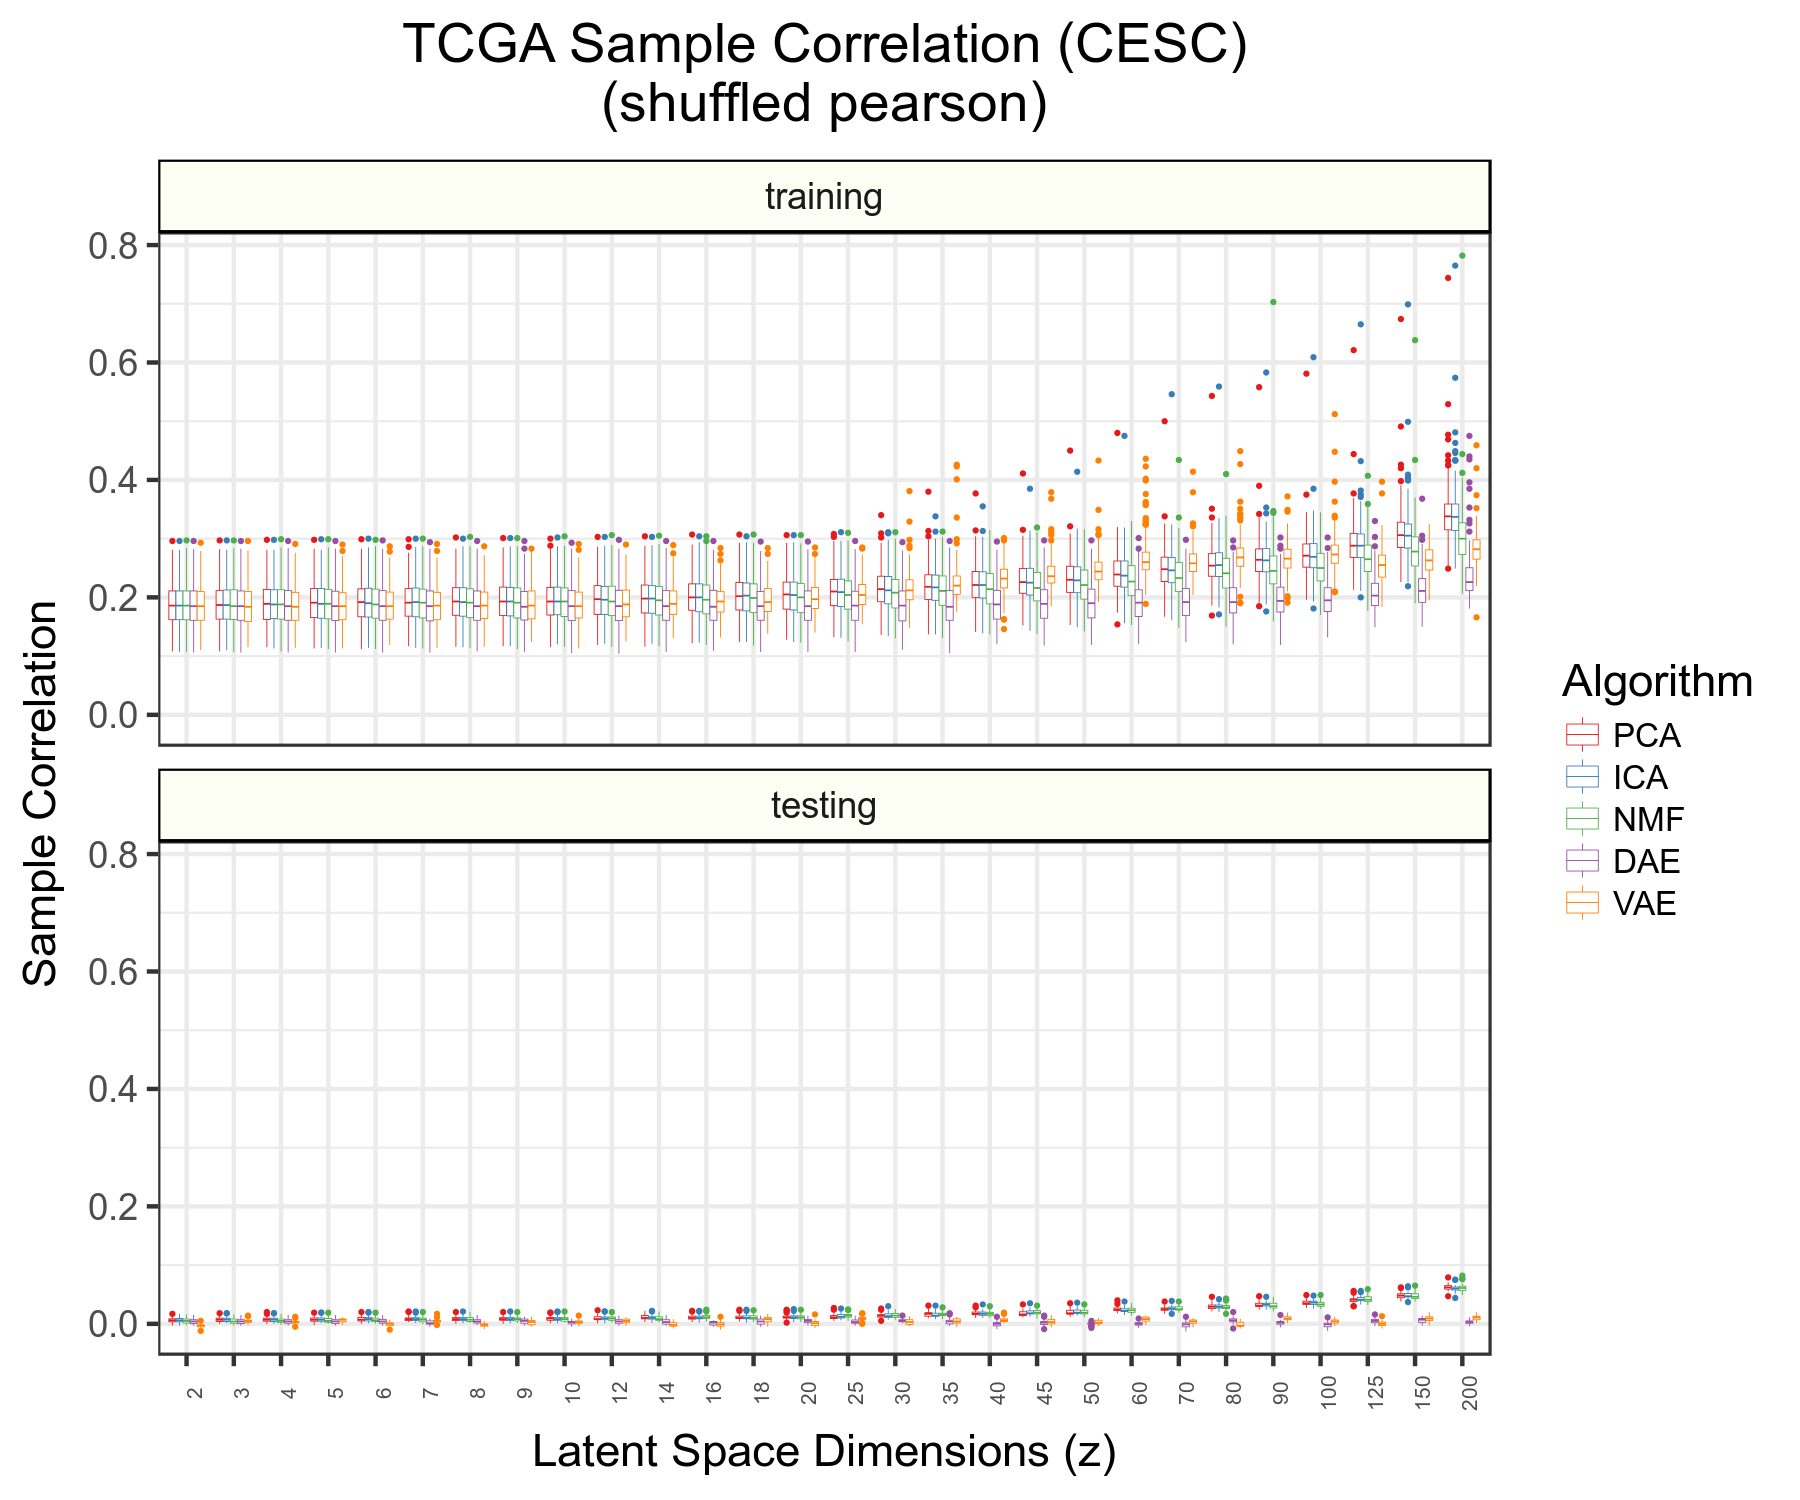 TCGA Sample Correlation (CESC)
(shuffled pearson)
training
0.8
0.6
0.4
0.2
0.0
testing
0.8
0.6
0.4
0.2
0.0
Sample Correlation
2 3 4 5 6 7 8 9 10 12 14 16 18 20 25 30 35 40 45 50 60 70 80 90 100 125 150 200
Latent Space Dimensions (z)
Algorithm
PCA
ICA
NMF
DAE
VAE